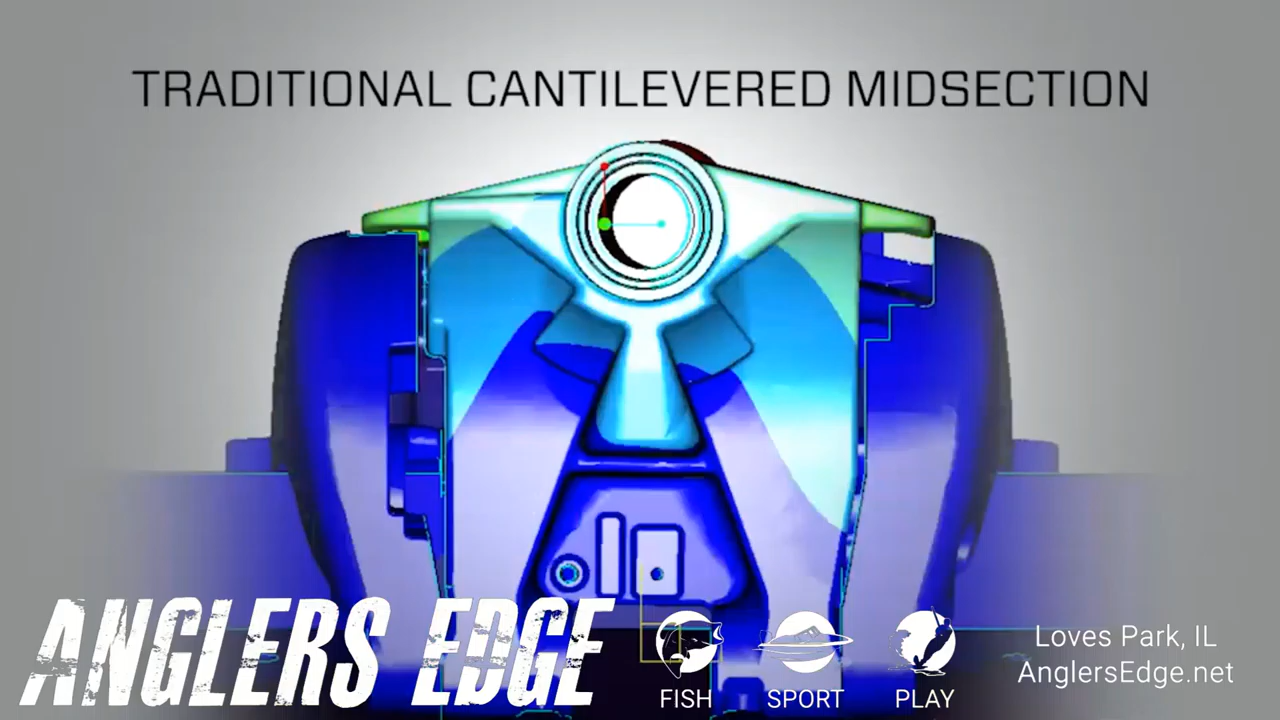 TRADITIONAL CANTILEVERED MIDSECTION
ANGLERS EDGE
FISH
SPORT
PLAY
Loves Park, IL
AnglersEdge.net